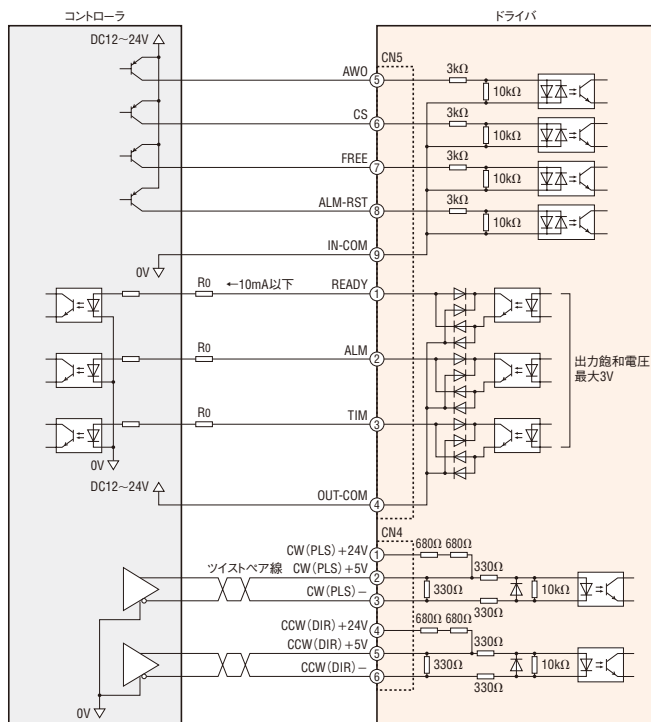 コントローラ
ドライバ
DC12~24V
CN5
AWO
5
3kΩ
10kΩ
CS
6
3kΩ
10kΩ
FREE
7
3kΩ
10kΩ
ALM-RST
8
3kΩ
10kΩ
IN-COM
9
0V
R0
←10mA以下
READY
1
R0
ALM
2
出力飽和電圧
最大3V
R0
TIM
3
0V
DC12~24V
OUT-COM
4
CN4
CW(PLS)+24V
1
680Ω 680Ω
ツイストペア線
CW(PLS)+5V
2
330Ω
330Ω
10kΩ
CW(PLS)-
3
330Ω
CCW(DIR)+24V
4
680Ω 680Ω
CCW(DIR)+5V
5
330Ω
330Ω
10kΩ
CCW(DIR)-
6
330Ω
0V